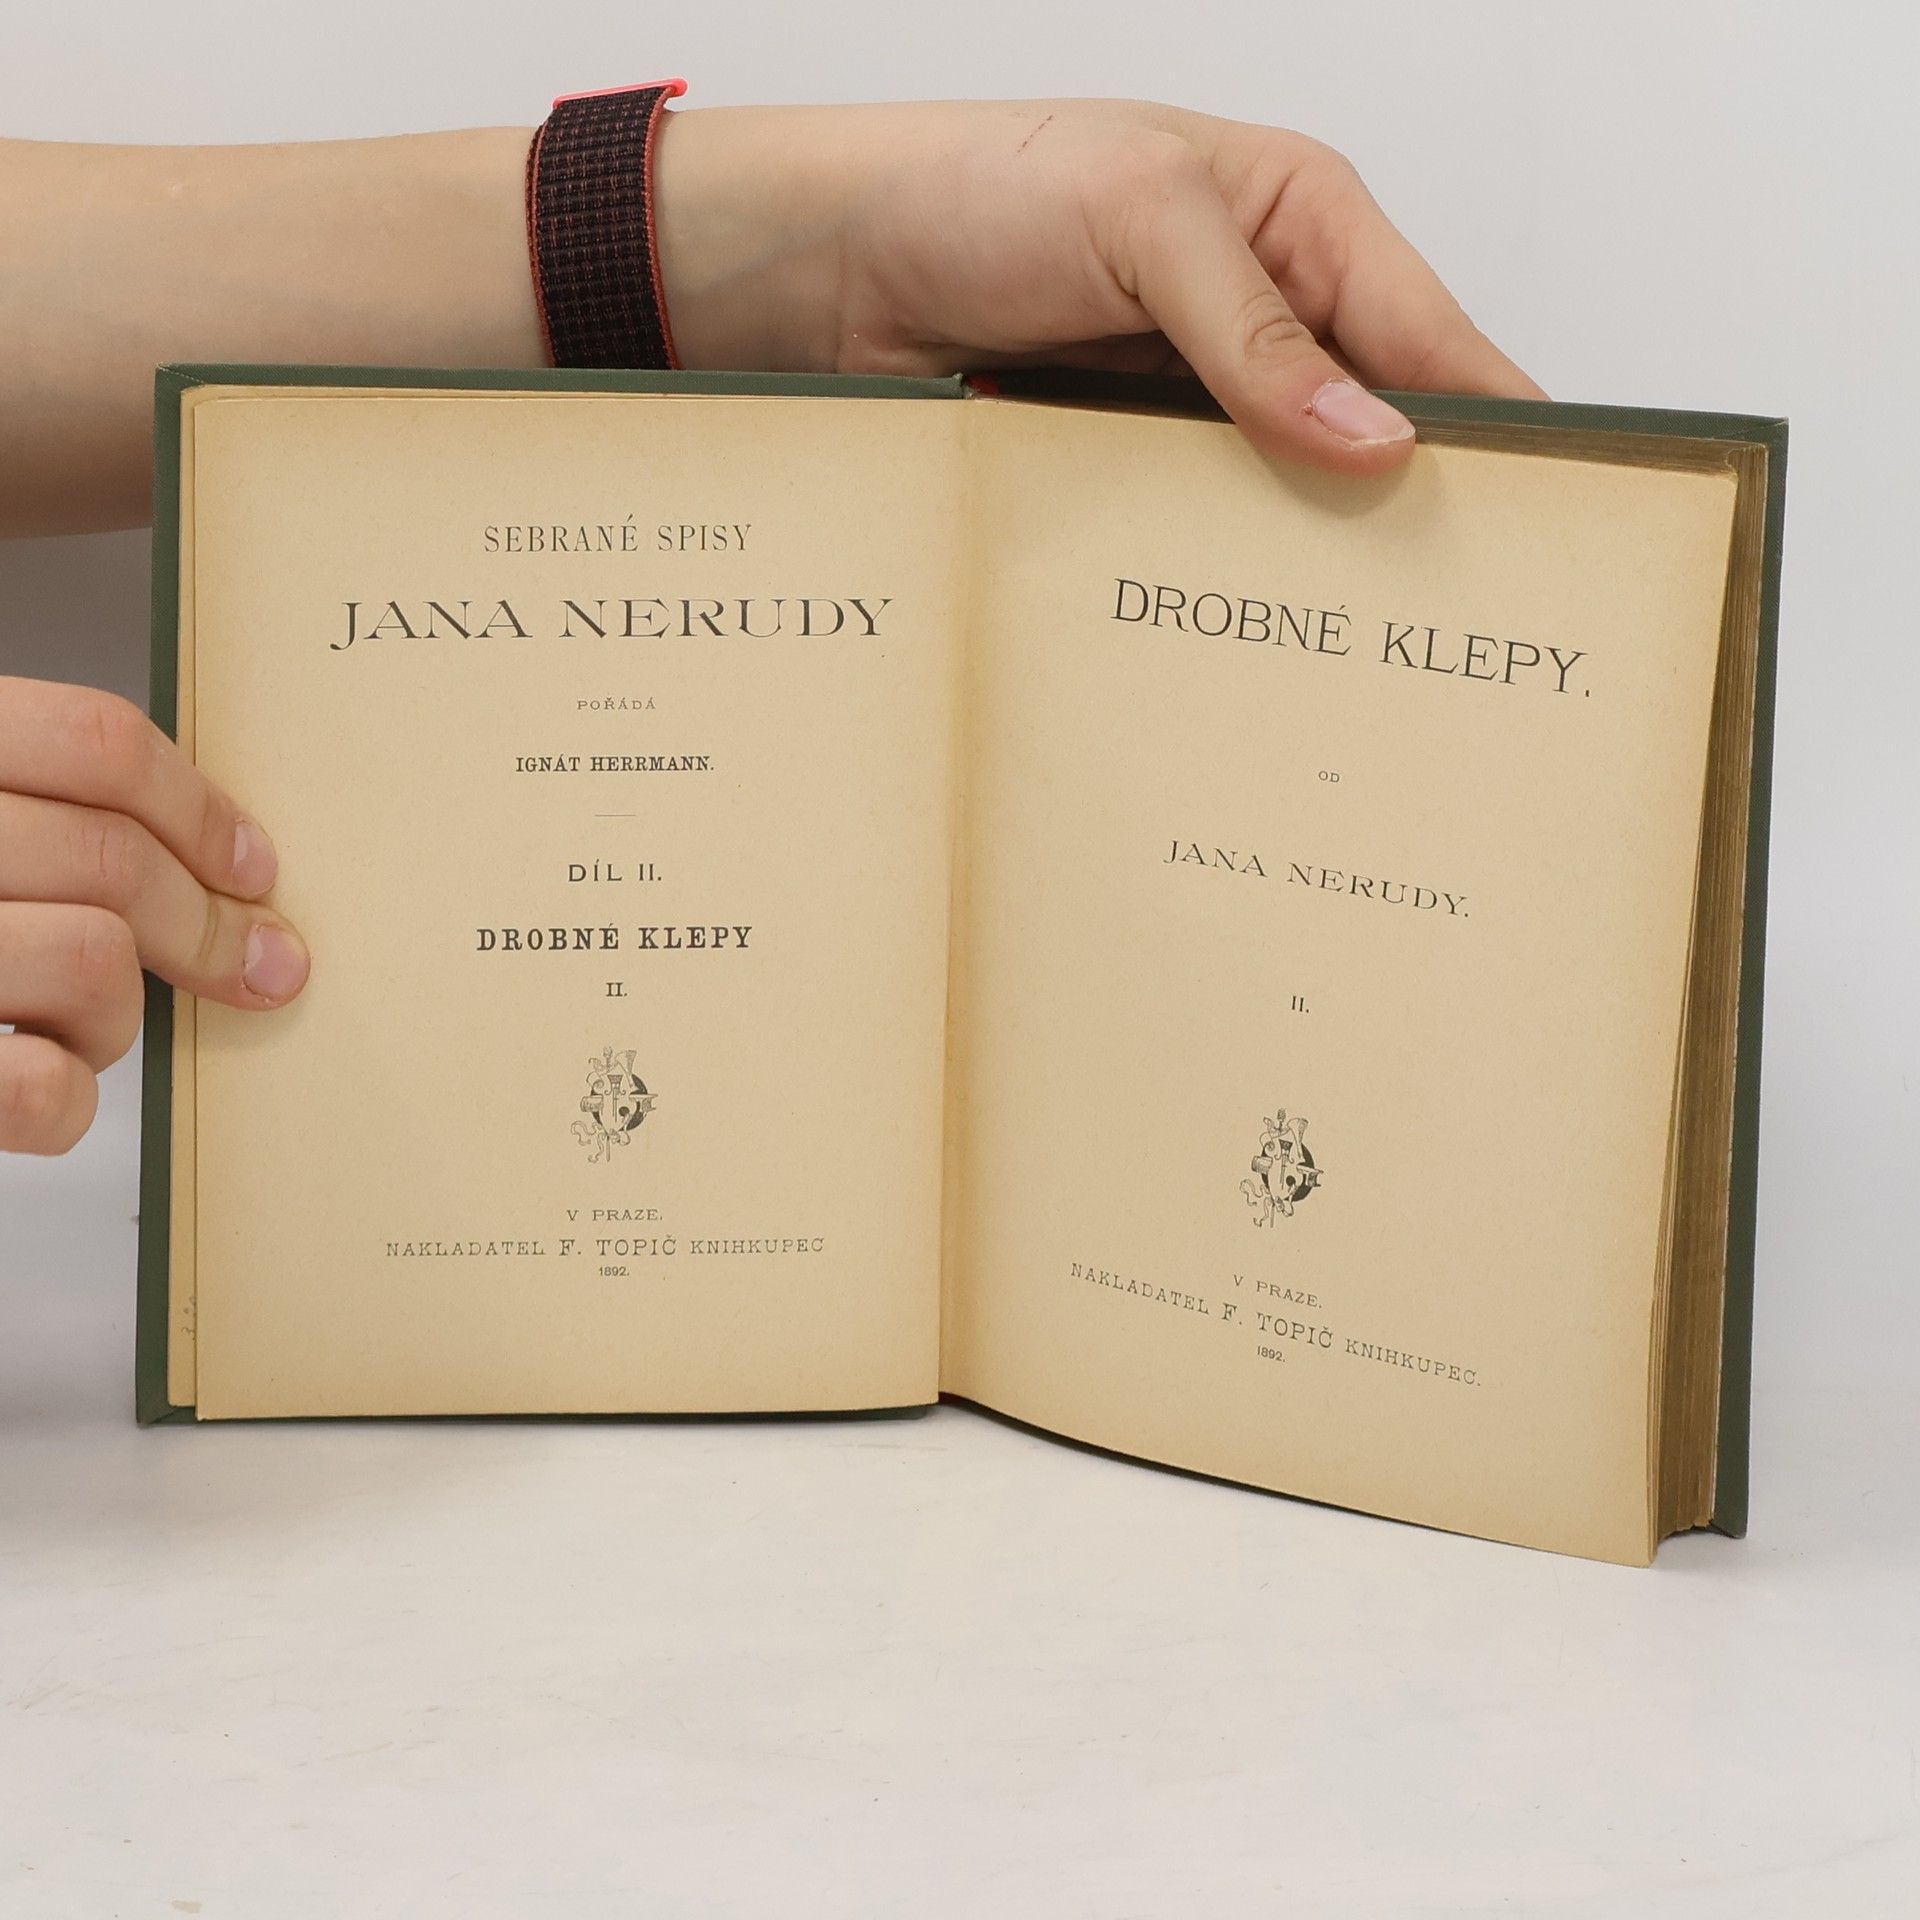 SEBRANÉ SPISY
JANA NERUDY
POŘÁDÁ
IGNÁT HERRMANN.
DÍL II.
DROBNÉ KLEPY
II.
V PRAZE.
NAKLADATEL F. TOPIČ KNIHKUPEC
1892.
DROBNÉ KLEPY.
OD
JANA NERUDY.
II.
V PRAZE.
NAKLADATEL F. TOPIČ KNIHKUPEC.
1892.